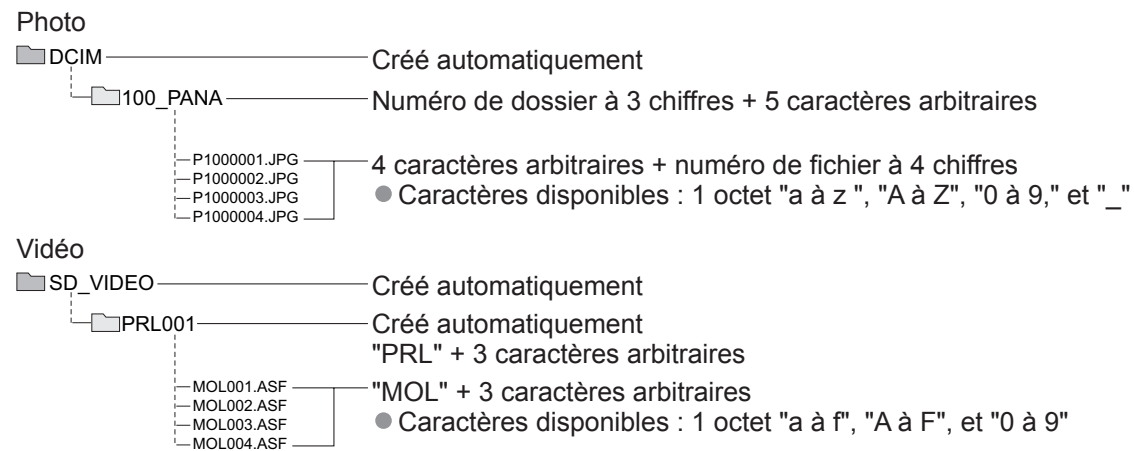 Photo
DCIM Créé automatiquement
100_PANA Numéro de dossier à 3 chiffres + 5 caractères arbitraires
P1000001.JPG 4 caractères arbitraires + numéro de fichier à 4 chiffres
P1000002.JPG ● Caractères disponibles : 1 octet "a à z ", "A à Z", "0 à 9," et "_"
P1000003.JPG
P1000004.JPG
Vidéo
SD_VIDEO Créé automatiquement
PRL001 Créé automatiquement
"PRL" + 3 caractères arbitraires
MOL001.ASF "MOL" + 3 caractères arbitraires
MOL002.ASF
MOL003.ASF ● Caractères disponibles : 1 octet "a à f", "A à F", et "0 à 9"
MOL004.ASF